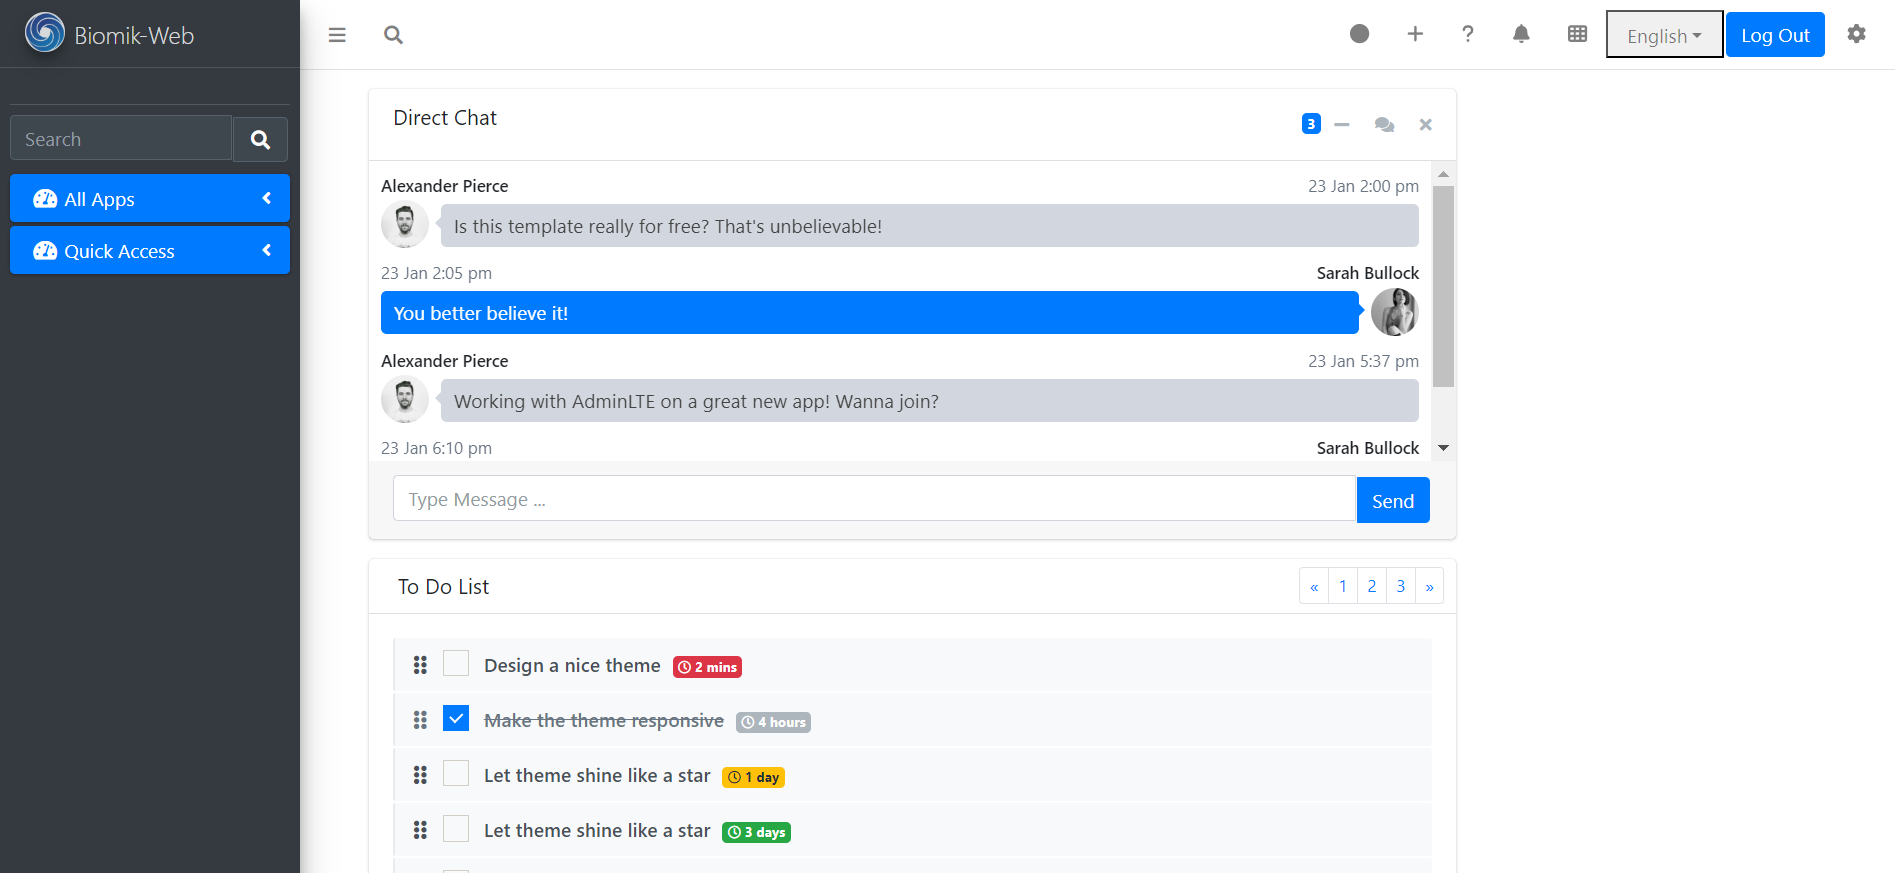 Biomik-Web
English
Log Out
Search
All Apps
Quick Access
Direct Chat
3
Alexander Pierce
23 Jan 2:00 pm
Is this template really for free? That's unbelievable!
23 Jan 2:05 pm
Sarah Bullock
You better believe it!
Alexander Pierce
23 Jan 5:37 pm
Working with AdminLTE on a great new app! Wanna join?
23 Jan 6:10 pm
Sarah Bullock
Type Message ...
Send
To Do List
« 1 2 3 »
Design a nice theme 2 mins
Make the theme responsive 4 hours
Let theme shine like a star 1 day
Let theme shine like a star 3 days